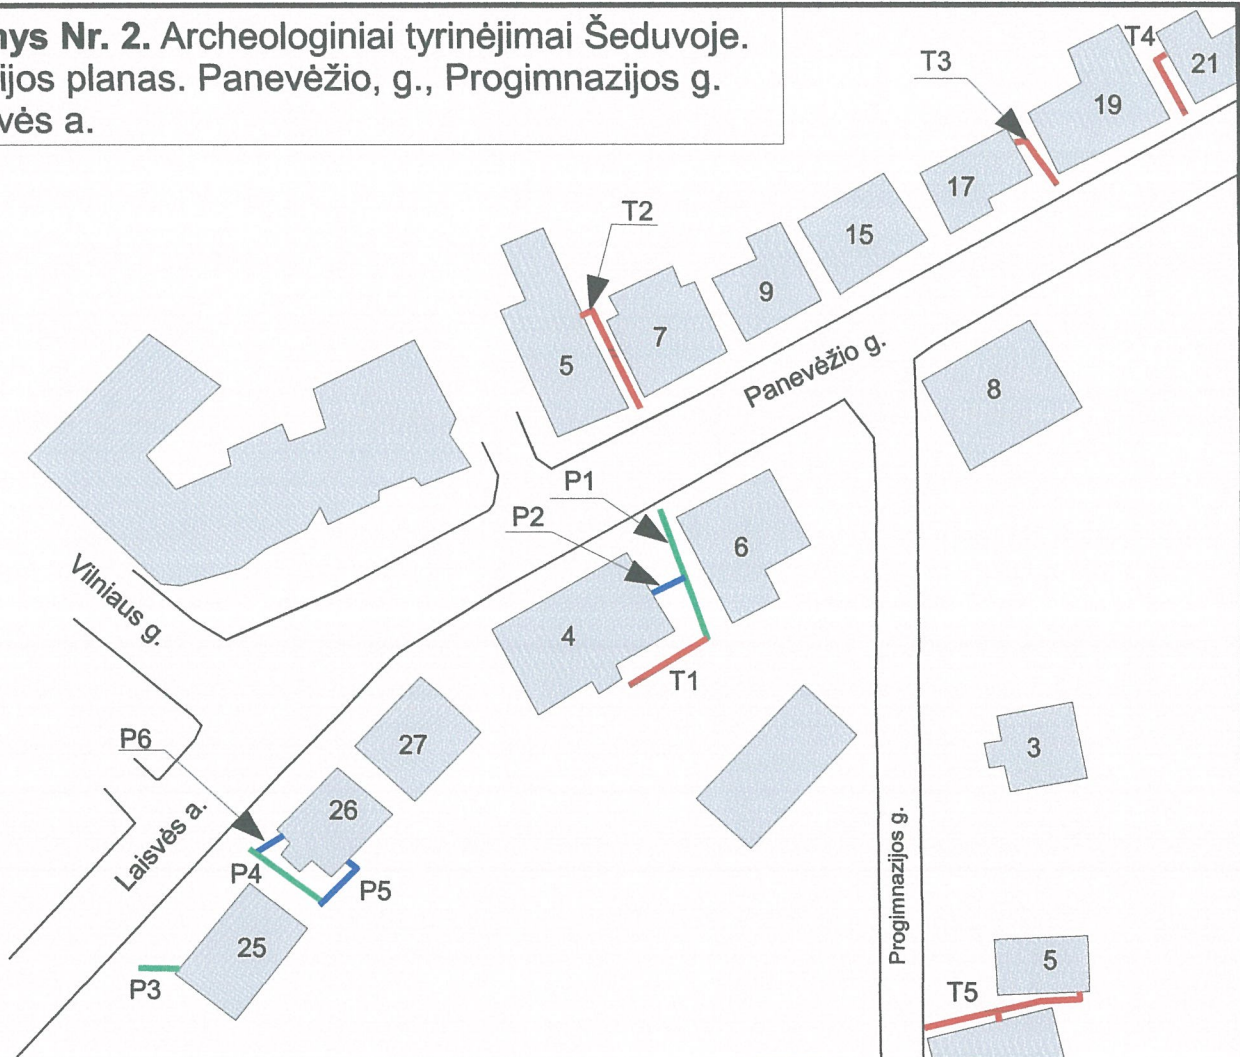 nys Nr. 2. Archeologiniai tyrinėjimai Šeduvoje.
ijos planas. Panevėžio, g., Progimnazijos g.
vės a.
T4
21
T3
19
17
T2
15
9
7
5
Panevėžio g.
8
P1
P2
6
Vilniaus g.
4
T1
P6
27
3
26
Laisvės a.
P4
P5
Progimnazijos g.
25
5
P3
T5